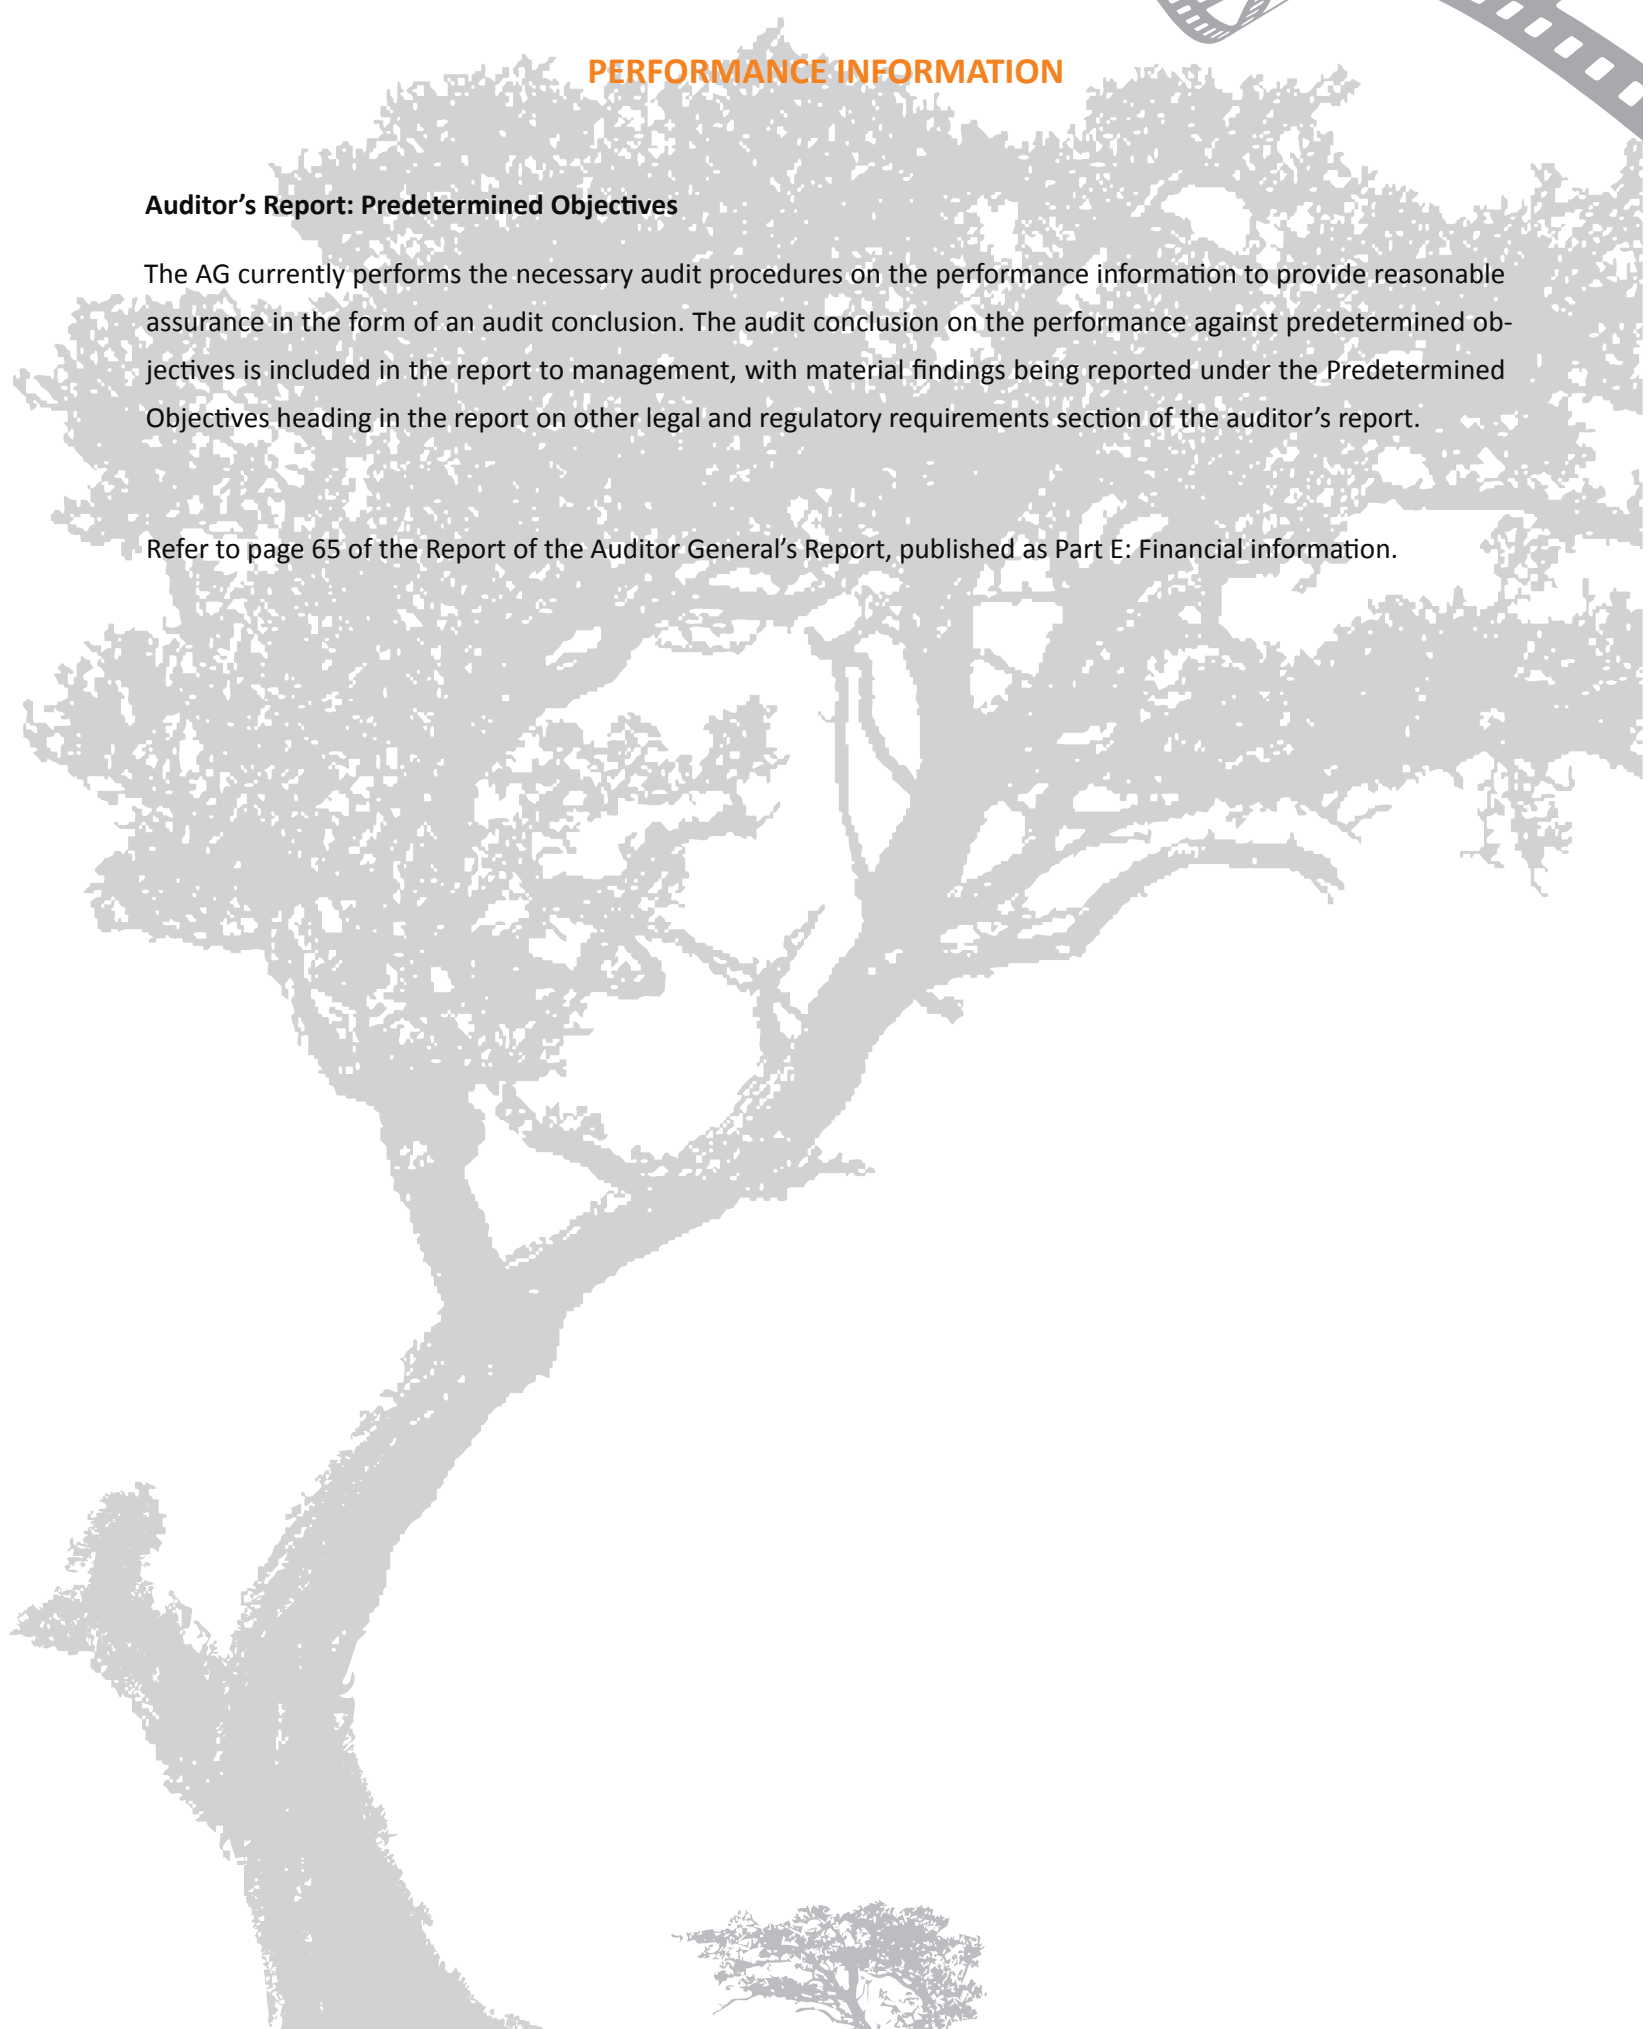 PERFORMANCE INFORMATION
Auditor’s Report: Predetermined Objectives
The AG currently performs the necessary audit procedures on the performance information to provide reasonable
assurance in the form of an audit conclusion. The audit conclusion on the performance against predetermined ob-
jectives is included in the report to management, with material findings being reported under the Predetermined
Objectives heading in the report on other legal and regulatory requirements section of the auditor’s report.
Refer to page 65 of the Report of the Auditor General’s Report, published as Part E: Financial information.